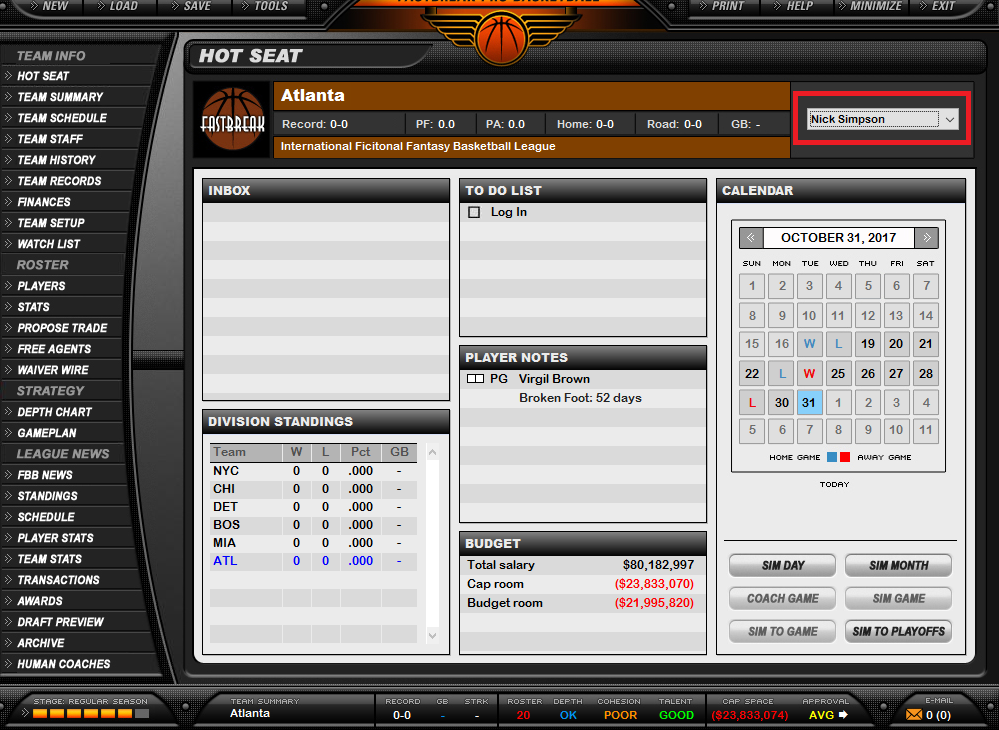 NEW LOAD SAVE TOOLS FASTBREAK PRO BASKETBALL PRINT HELP MINIMIZE EXIT
TEAM INFO
HOT SEAT
TEAM SUMMARY
TEAM SCHEDULE
TEAM STAFF
TEAM HISTORY
TEAM RECORDS
FINANCES
TEAM SETUP
WATCH LIST
ROSTER
PLAYERS
STATS
PROPOSE TRADE
FREE AGENTS
WAIVER WIRE
STRATEGY
DEPTH CHART
GAMEPLAN
LEAGUE NEWS
FBB NEWS
STANDINGS
SCHEDULE
PLAYER STATS
TEAM STATS
TRANSACTIONS
AWARDS
DRAFT PREVIEW
ARCHIVE
HUMAN COACHES
HOT SEAT
FASTBREAK
Atlanta
Record: 0-0 PF: 0.0 PA: 0.0 Home: 0-0 Road: 0-0 GB: -
International Ficitonal Fantasy Basketball League
Nick Simpson
INBOX
DIVISION STANDINGS
Team W L Pct GB
NYC 0 0 .000 -
CHI 0 0 .000 -
DET 0 0 .000 -
BOS 0 0 .000 -
MIA 0 0 .000 -
ATL 0 0 .000 -
TO DO LIST
Log In
PLAYER NOTES
PG Virgil Brown
Broken Foot: 52 days
BUDGET
Total salary $80,182,997
Cap room ($23,833,070)
Budget room ($21,995,820)
CALENDAR
OCTOBER 31, 2017
SUN MON TUE WED THU FRI SAT
1 2 3 4 5 6 7
8 9 10 11 12 13 14
15 16 W L 19 20 21
22 L W 25 26 27 28
L 30 31 1 2 3 4
5 6 7 8 9 10 11
HOME GAME AWAY GAME
TODAY
SIM DAY SIM MONTH
COACH GAME SIM GAME
SIM TO GAME SIM TO PLAYOFFS
STAGE: REGULAR SEASON
TEAM SUMMARY
Atlanta
RECORD GB STRK
0-0 - -
ROSTER DEPTH COHESION TALENT
20 OK POOR GOOD
CAP SPACE APPROVAL
($23,833,074) AVG
E-MAIL
0 (0)